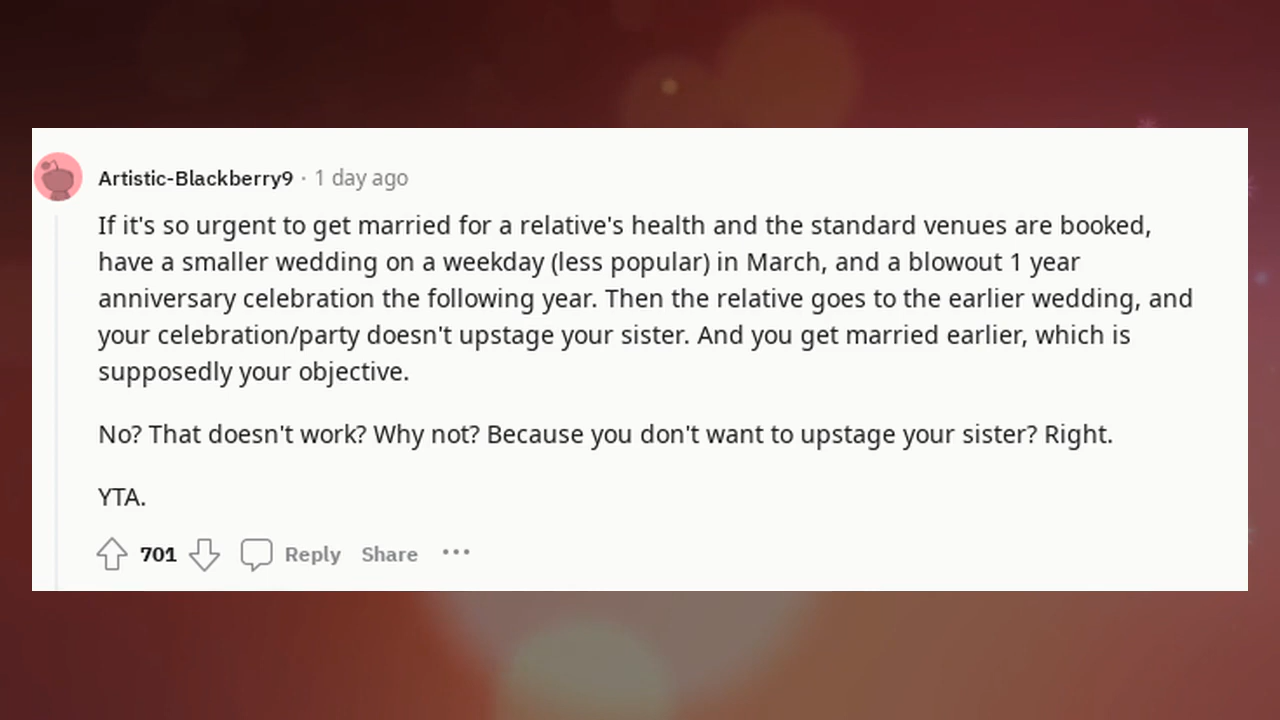 Artistic-Blackberry9 · 1 day ago
If it's so urgent to get married for a relative's health and the standard venues are booked,
have a smaller wedding on a weekday (less popular) in March, and a blowout 1 year
anniversary celebration the following year. Then the relative goes to the earlier wedding, and
your celebration/party doesn't upstage your sister. And you get married earlier, which is
supposedly your objective.
No? That doesn't work? Why not? Because you don't want to upstage your sister? Right.
YTA.
701 Reply Share ···